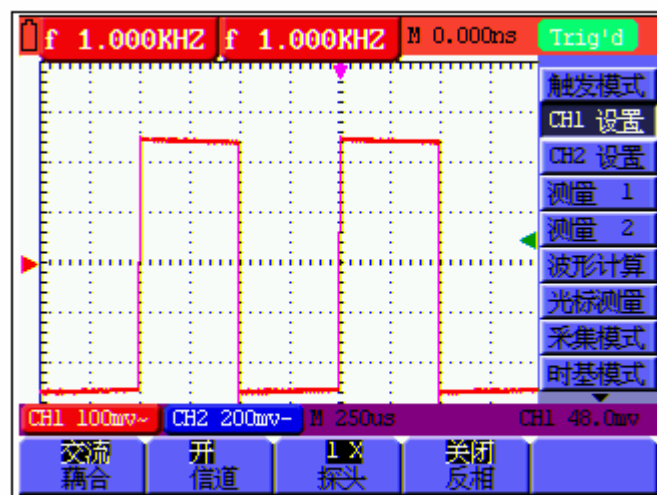 f 1.000KHZ f 1.000KHZ M 0.000ns Trig'd
触发模式
CH1 设置
CH2 设置
测量 1
测量 2
波形计算
光标测量
采集模式
时基模式
CH1 100mv~ CH2 200mv- M 250us CH1 48.0mv
交流 开 1 X 关闭
藕合 信道 探头 反相